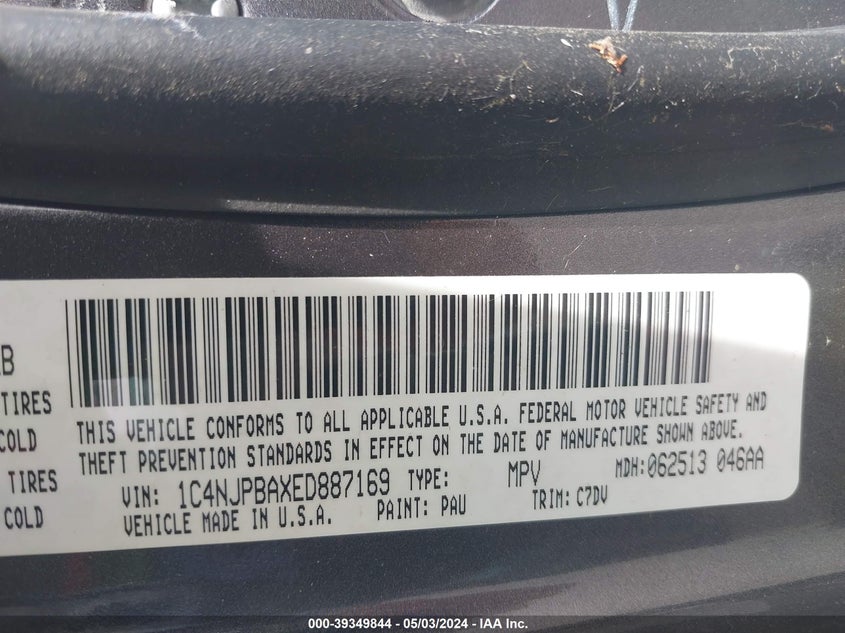 B
TIRES
COLD
TIRES
COLD
THIS VEHICLE CONFORMS TO ALL APPLICABLE U.S.A. FEDERAL MOTOR VEHICLE SAFETY AND
THEFT PREVENTION STANDARDS IN EFFECT ON THE DATE OF MANUFACTURE SHOWN ABOVE.
VIN: 1C4NJPBAXED887169 TYPE: MPV MDH:062513 046AA
VEHICLE MADE IN U.S.A. PAINT: PAU TRIM: C7DV
000-39349844 — 05/03/2024 — IAA Inc.